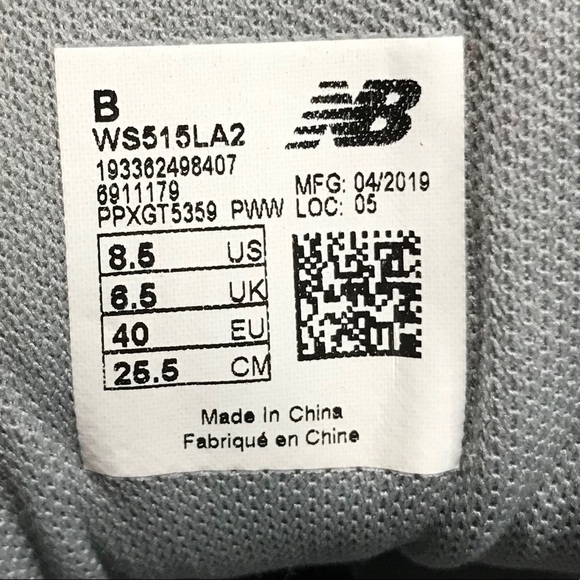 B
WS515LA2
NB
193362498407
6911179
MFG: 04/2019
PPXGT5359 PWW
LOC: 05
8.5 US
6.5 UK
40 EU
25.5 CM
Made In China
Fabriqué en Chine